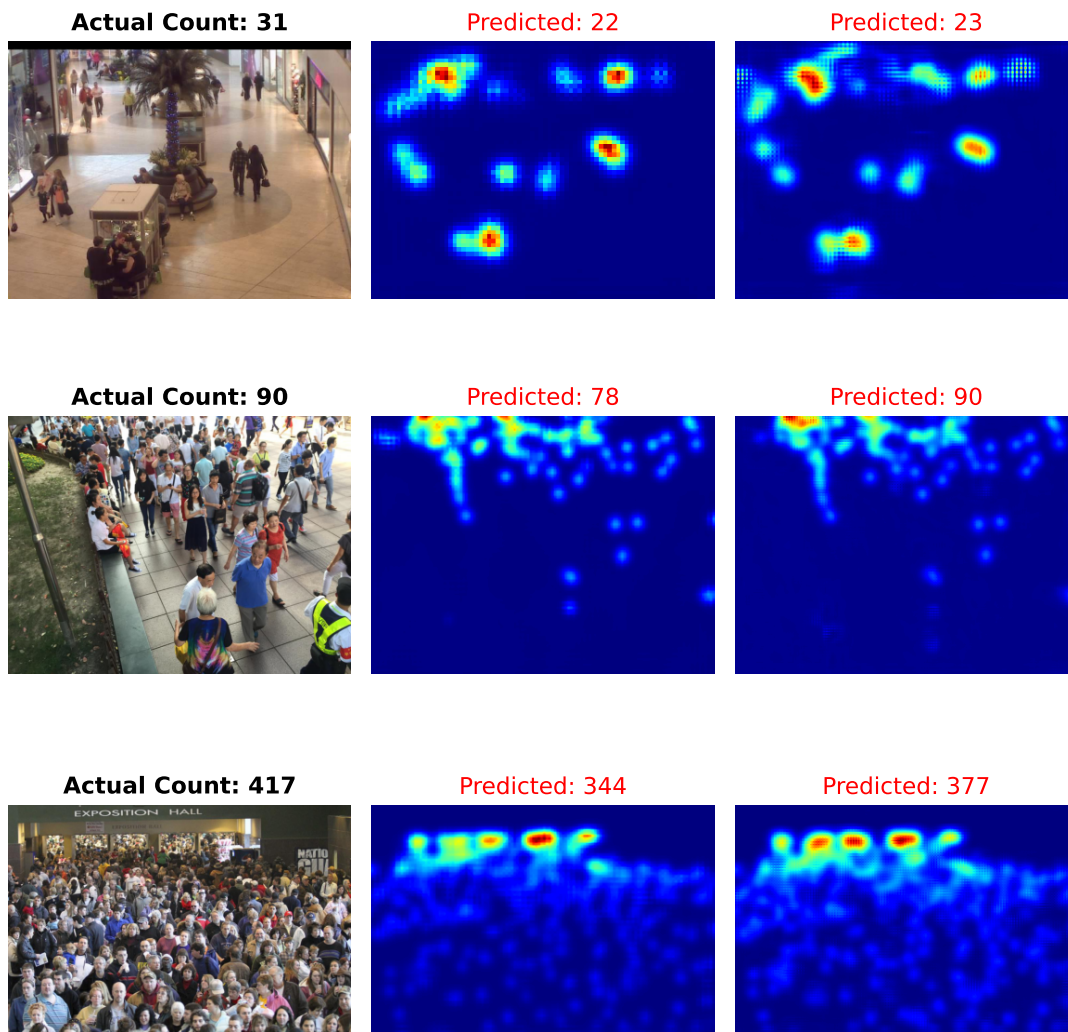 Actual Count: 31
Predicted: 22
Predicted: 23
Actual Count: 90
Predicted: 78
Predicted: 90
Actual Count: 417
Predicted: 344
Predicted: 377
EXPOSITION HALL